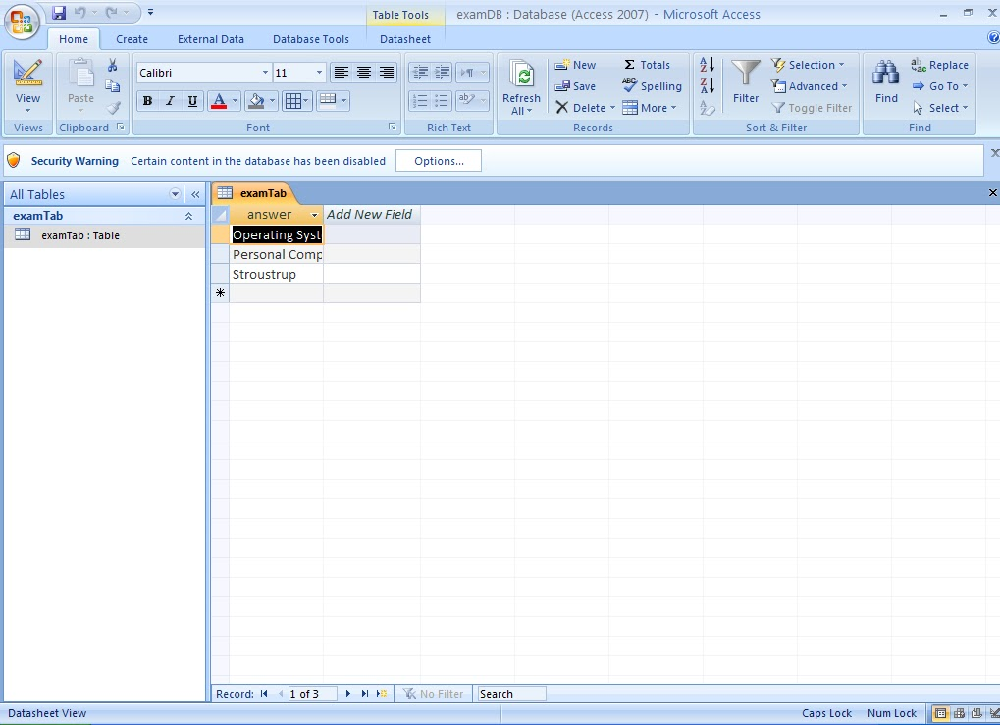 Table Tools examDB : Database (Access 2007) - Microsoft Access
Home Create External Data Database Tools Datasheet
Calibri 11 New Totals Selection Replace
View Paste B I U A Refresh All Save Spelling Filter Advanced Find Go To
Delete More Toggle Filter Select
Views Clipboard Font Rich Text Records Sort & Filter Find
Security Warning Certain content in the database has been disabled Options...
All Tables « examTab
examTab answer Add New Field
examTab : Table Operating Syst
Personal Comp
Stroustrup
Record: 1 of 3 No Filter Search
Datasheet View Caps Lock Num Lock